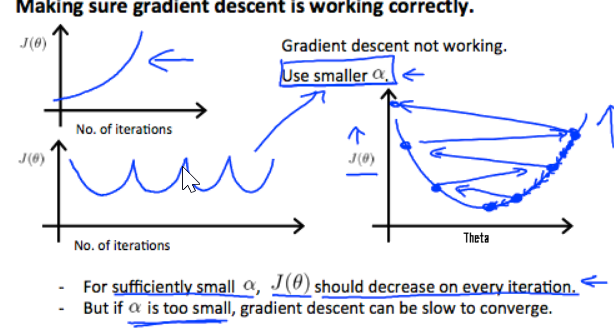 Making sure gradient descent is working correctly.
J(θ)
No. of iterations
Gradient descent not working.
Use smaller α.
J(θ)
No. of iterations
J(θ)
Theta
- For sufficiently small α, J(θ) should decrease on every iteration.
- But if α is too small, gradient descent can be slow to converge.